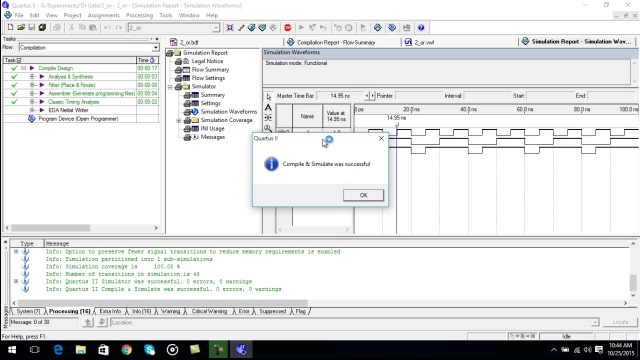 Quartus II - G:/Experiments/Or Gate/2_or - 2_or - [Simulation Report - Simulation Waveforms]
File Edit View Project Assignments Processing Tools Window Help
2_or
Tasks
Flow: Compilation
Task
Time
Compile Design 00:00:17
Analysis & Synthesis 00:00:03
Fitter (Place & Route) 00:00:05
Assembler (Generate programming files) 00:00:05
Classic Timing Analysis 00:00:02
EDA Netlist Writer
Program Device (Open Programmer)
2_or.bdf
Compilation Report - Flow Summary
2_or.vwf
Simulation Report - Simulation Wav...
Simulation Report
Legal Notice
Flow Summary
Flow Settings
Simulator
Summary
Settings
Simulation Waveforms
Simulation Coverage
INI Usage
Messages
Simulation Waveforms
Simulation mode: Functional
Master Time Bar: 14.95 ns Pointer: Interval: Start: End:
Name
Value at
14.95 ns
20.0 ns 40.0 ns 60.0 ns 80.0 ns 100.0 ns
14.95 ns
Quartus II
Compile & Simulate was successful
OK
Type Message
Info: Option to preserve fewer signal transitions to reduce memory requirements is enabled
Info: Simulation partitioned into 1 sub-simulations
Info: Simulation coverage is 100.00 %
Info: Number of transitions in simulation is 46
Info: Quartus II Simulator was successful. 0 errors, 0 warnings
Info: Quartus II Compile & Simulate was successful. 0 errors, 0 warnings
System (7) Processing (16) Extra Info Info (16) Warning Critical Warning Error Suppressed Flag
Messages
Message: 0 of 30
Location:
Locate
For Help, press F1
Idle
10:44 AM
10/25/2015